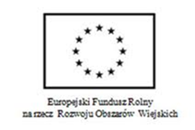 Europejski Fundusz Rolny
na rzecz Rozwoju Obszarów Wiejskich